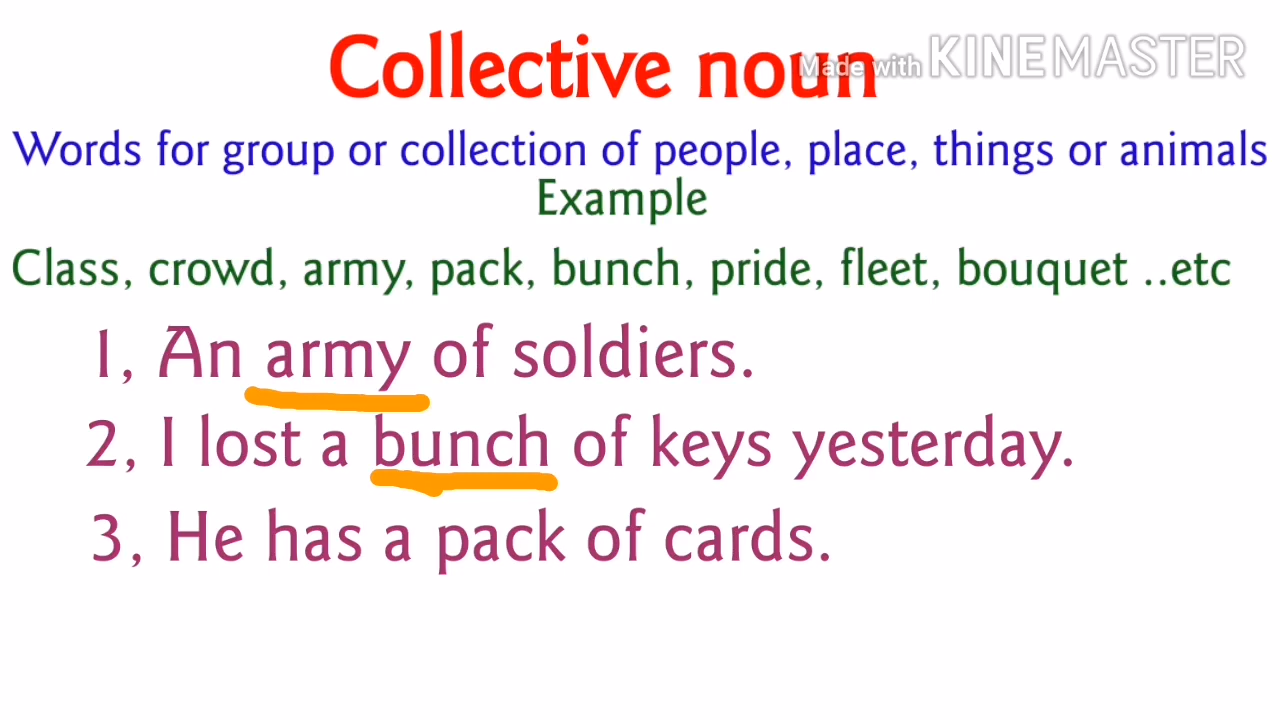 Collective noun
Made with KINEMASTER
Words for group or collection of people, place, things or animals
Example
Class, crowd, army, pack, bunch, pride, fleet, bouquet ..etc
1, An army of soldiers.
2, I lost a bunch of keys yesterday.
3, He has a pack of cards.